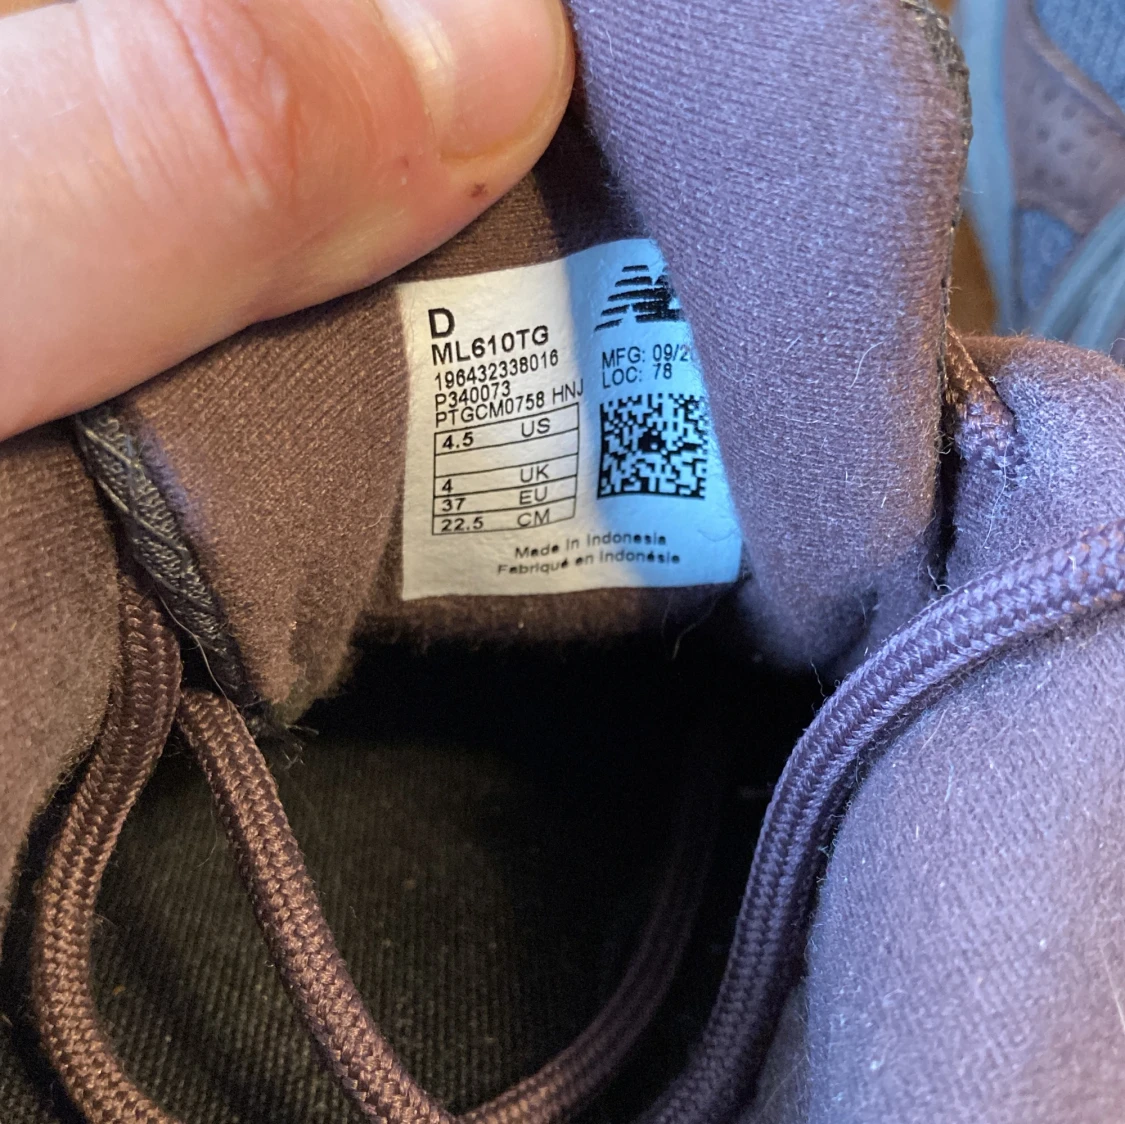 D
ML610TG
196432338016
P340073
PTGCM0758 HNJ
4.5 US
4 UK
37 EU
22.5 CM
MFG: 09/2
LOC: 78
Made in Indonesia
Fabriqué en Indonésie